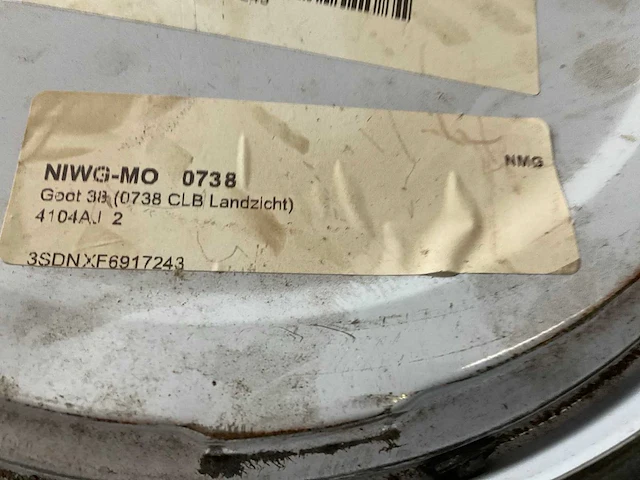 NIWG-MO 0738
NMG
Goot 38 (0738 CLB Landzicht)
4104AJ 2
3SDNXF6917243